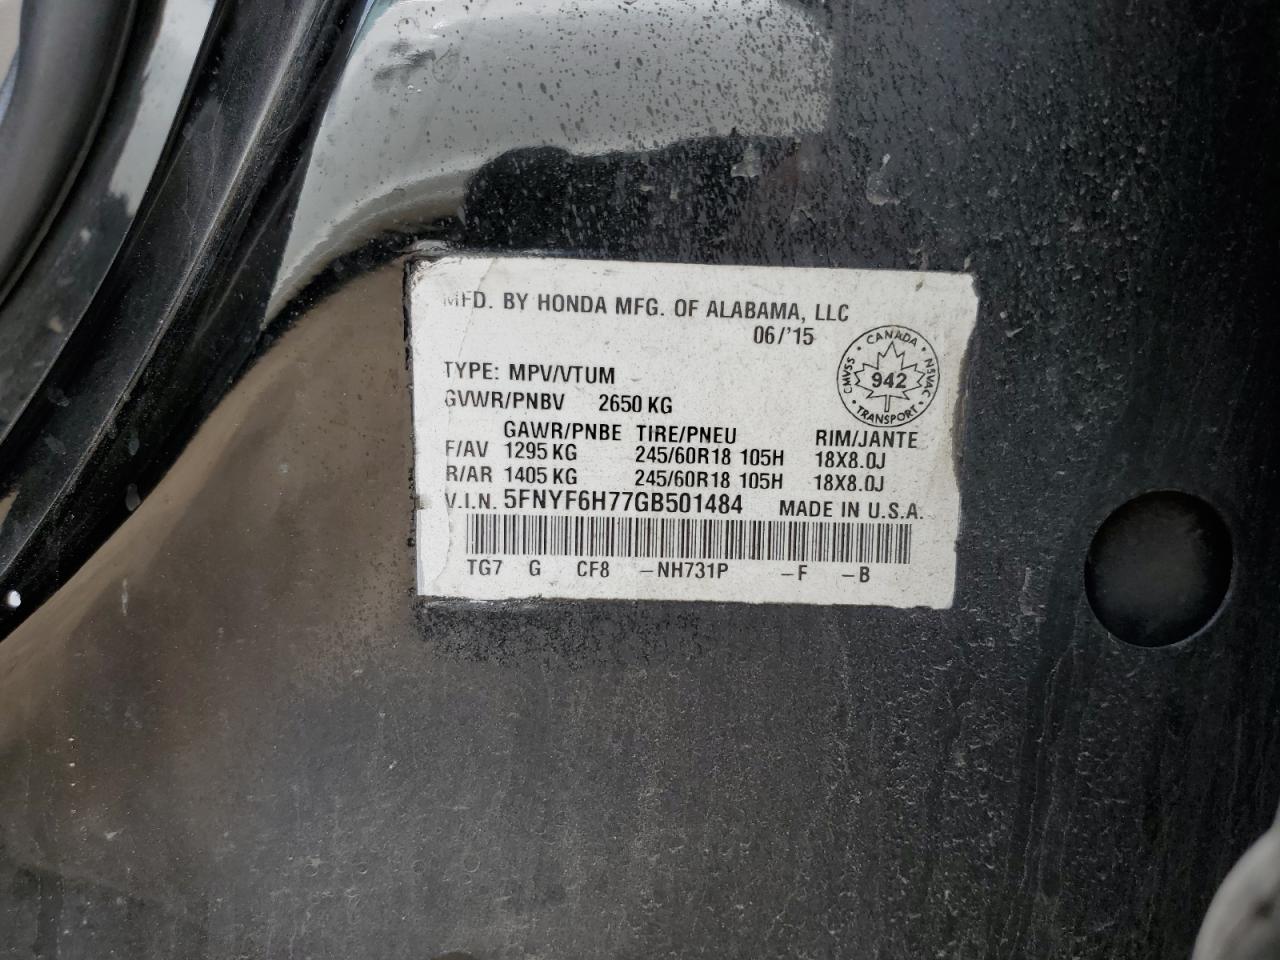 MFD. BY HONDA MFG. OF ALABAMA, LLC
06/'15
CANADA
CMVSS 942 NSVAC
TRANSPORT
TYPE: MPV/VTUM
GVWR/PNBV 2650 KG
GAWR/PNBE TIRE/PNEU RIM/JANTE
F/AV 1295 KG 245/60R18 105H 18X8.0J
R/AR 1405 KG 245/60R18 105H 18X8.0J
V.I.N. 5FNYF6H77GB501484 MADE IN U.S.A.
TG7 G CF8 –NH731P –F –B